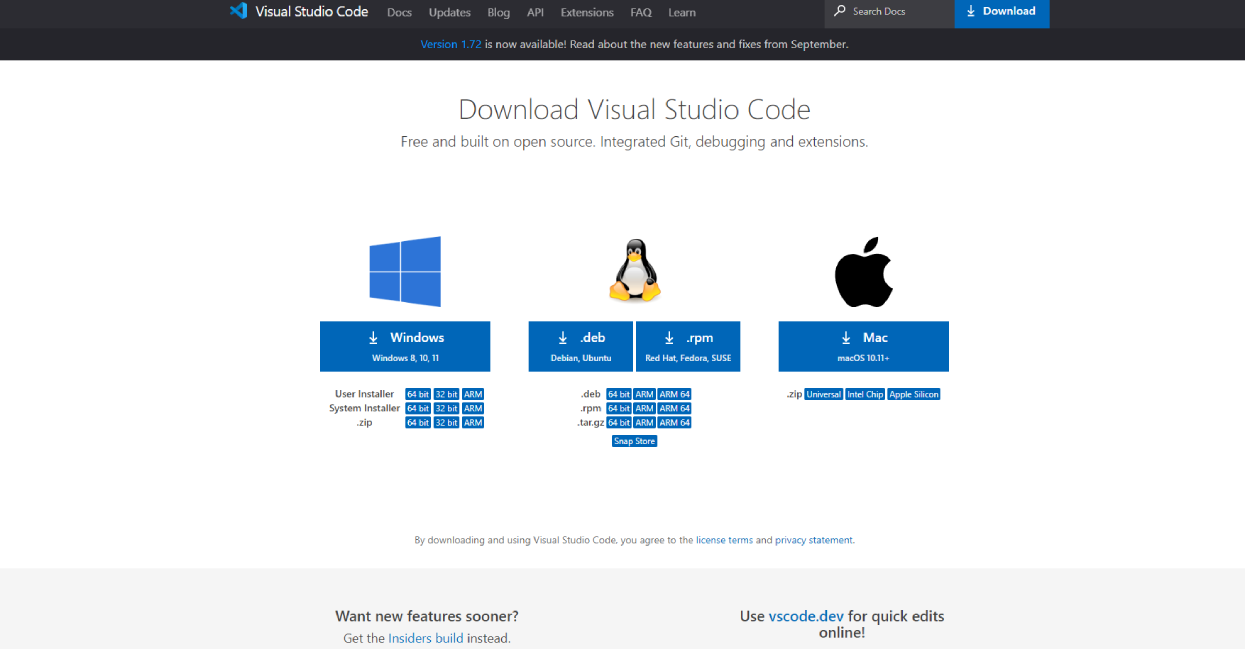 Visual Studio Code Docs Updates Blog API Extensions FAQ Learn Search Docs Download
Version 1.72 is now available! Read about the new features and fixes from September.
Download Visual Studio Code
Free and built on open source. Integrated Git, debugging and extensions.
Windows
Windows 8, 10, 11
User Installer 64 bit 32 bit ARM
System Installer 64 bit 32 bit ARM
.zip 64 bit 32 bit ARM
.deb
Debian, Ubuntu
.rpm
Red Hat, Fedora, SUSE
.deb 64 bit ARM ARM 64
.rpm 64 bit ARM ARM 64
.tar.gz 64 bit ARM ARM 64
Snap Store
Mac
macOS 10.11+
.zip Universal Intel Chip Apple Silicon
By downloading and using Visual Studio Code, you agree to the license terms and privacy statement.
Want new features sooner?
Get the Insiders build instead.
Use vscode.dev for quick edits
online!